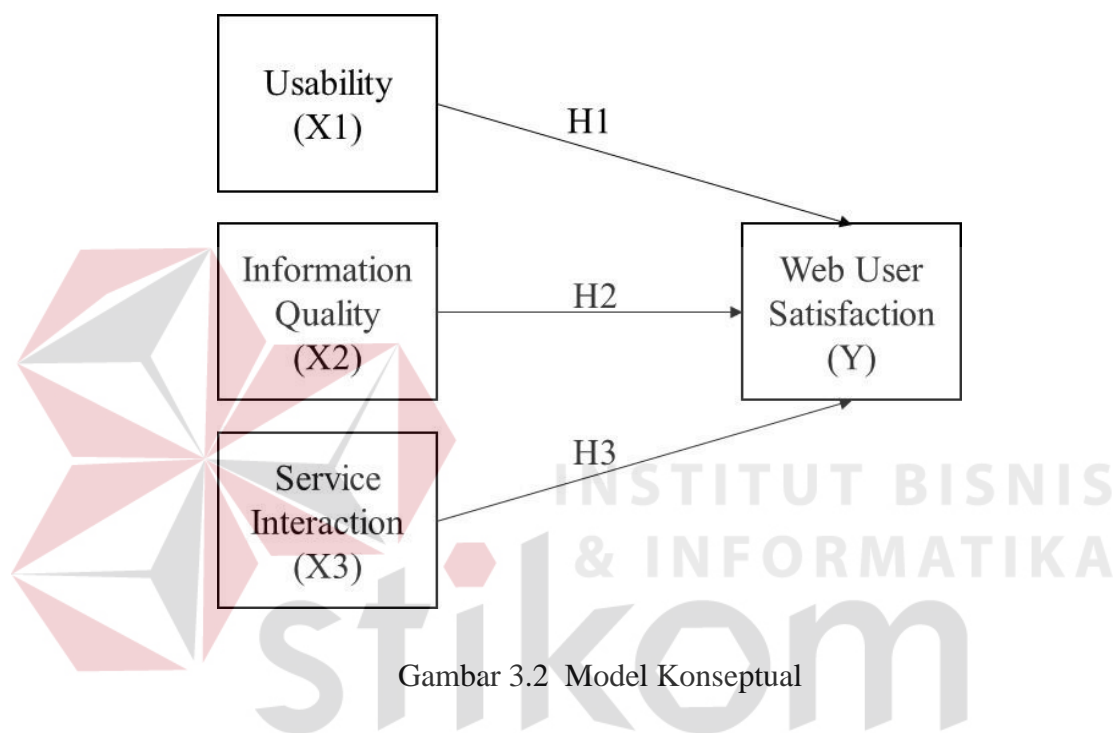 Usability
(X1)
H1
Information
Quality
(X2)
H2
Web User
Satisfaction
(Y)
Service
Interaction
(X3)
H3
INSTITUT BISNIS
& INFORMATIKA
stikom
Gambar 3.2 Model Konseptual